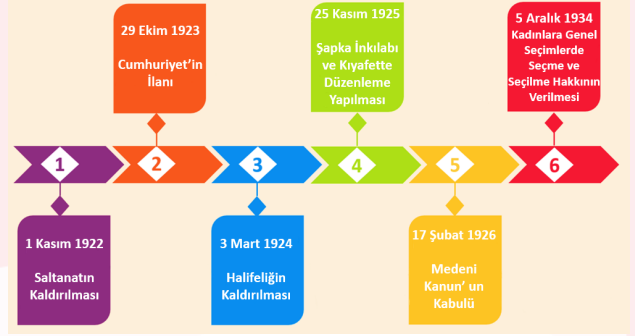 29 Ekim 1923
Cumhuriyet'in
İlanı
25 Kasım 1925
Şapka İnkılabı
ve Kıyafette
Düzenleme
Yapılması
5 Aralık 1934
Kadınlara Genel
Seçimlerde
Seçme ve
Seçilme Hakkının
Verilmesi
1
2
3
4
5
6
1 Kasım 1922
Saltanatın
Kaldırılması
3 Mart 1924
Halifeliğin
Kaldırılması
17 Şubat 1926
Medeni
Kanun' un
Kabulü